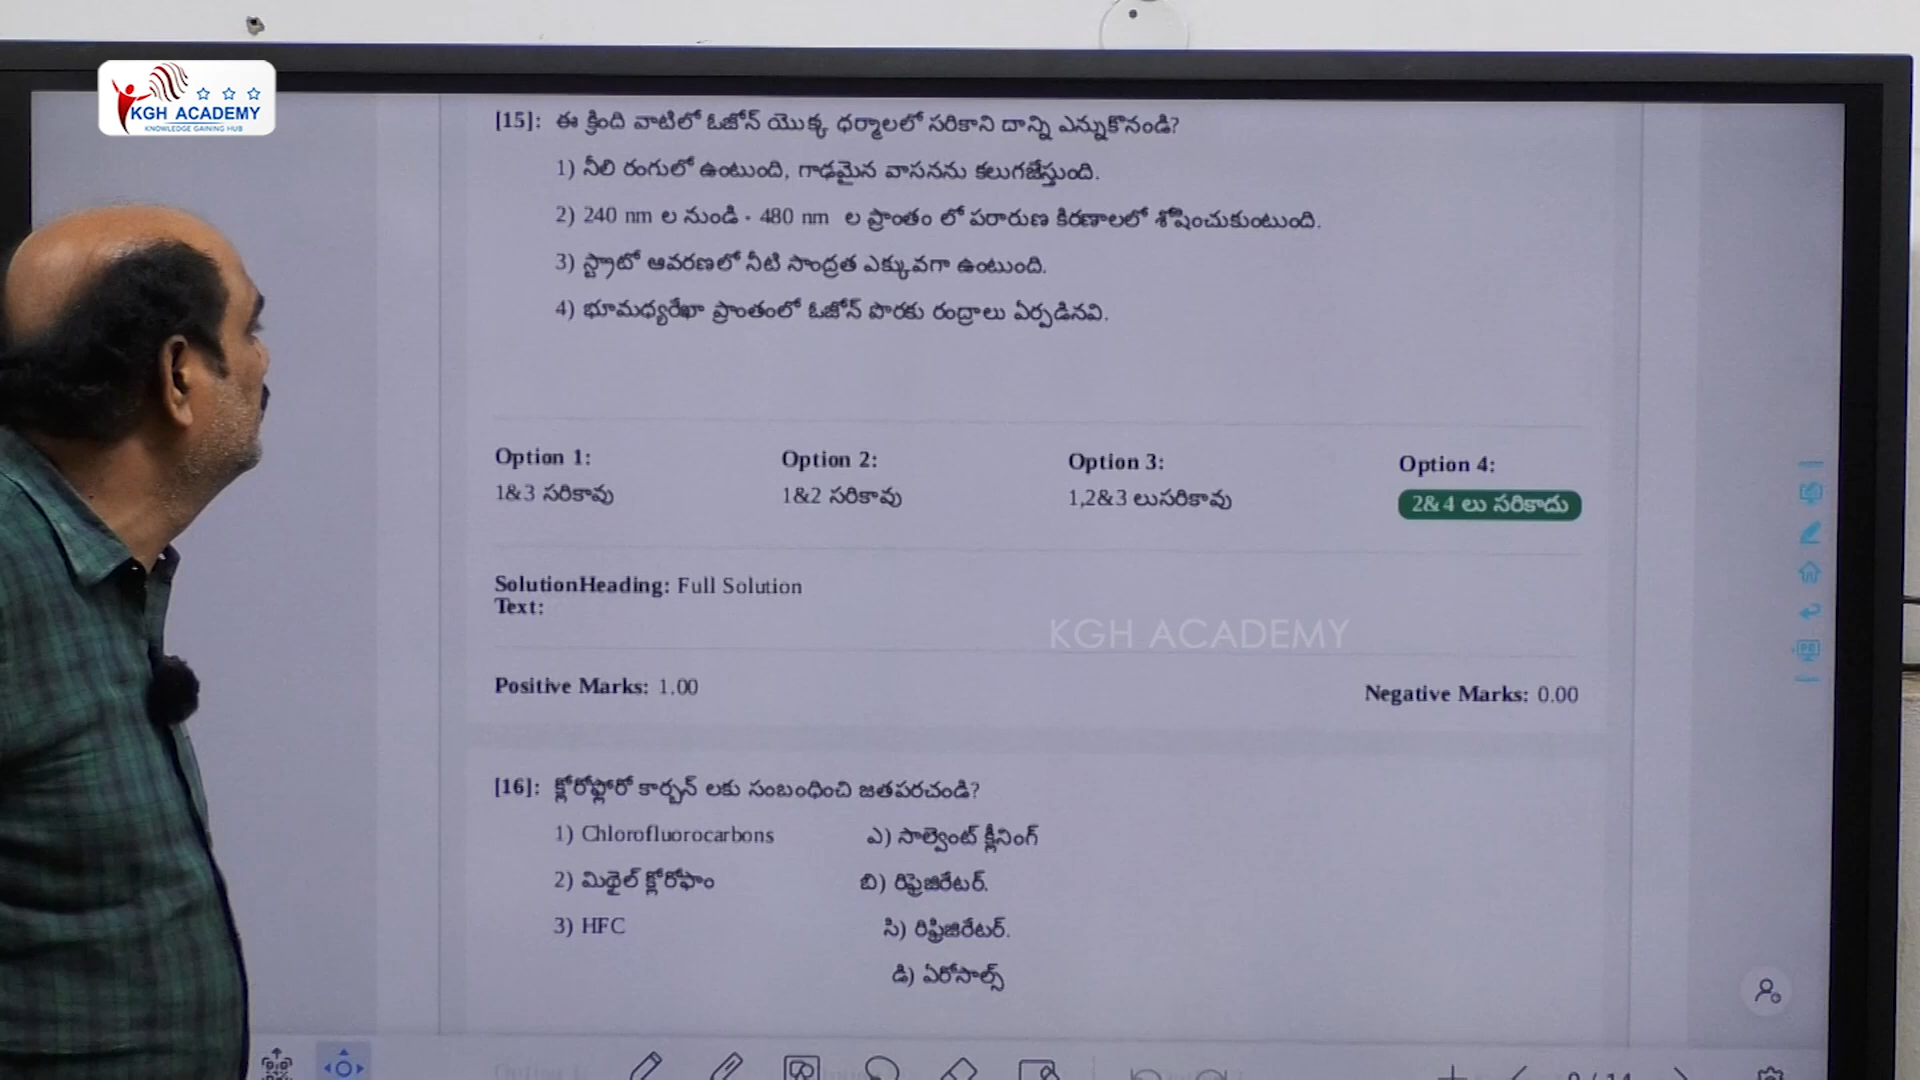 KGH ACADEMY
KNOWLEDGE GAINING HUB
[15]: ఈ క్రింది వాటిలో ఓజోన్ యొక్క ధర్మాలలో సరికాని దాన్ని ఎన్నుకొనండి?
1) నీలి రంగులో ఉంటుంది, గాఢమైన వాసనను కలుగజేస్తుంది.
2) 240 nm ల నుండి - 480 nm ల ప్రాంతం లో పరారుణ కిరణాలలో శోషించుకుంటుంది.
3) స్ట్రాటో ఆవరణలో నీటి సాంద్రత ఎక్కువగా ఉంటుంది.
4) భూమధ్యరేఖా ప్రాంతంలో ఓజోన్ పొరకు రంద్రాలు ఏర్పడినవి.
Option 1: Option 2: Option 3: Option 4:
1&3 సరికావు 1&2 సరికావు 1,2&3 లుసరికావు 2&4 లు సరికాదు
SolutionHeading: Full Solution
Text:
KGH ACADEMY
Positive Marks: 1.00 Negative Marks: 0.00
[16]: క్లోరోఫ్లోరో కార్బన్ లకు సంబంధించి జతపరచండి?
1) Chlorofluorocarbons ఎ) సాల్వెంట్ క్లీనింగ్
2) మిథైల్ క్లోరోఫాం బి) రిఫ్రైజిరేటర్.
3) HFC సి) రిఫ్రిజిరేటర్.
డి) ఏరోసాల్స్